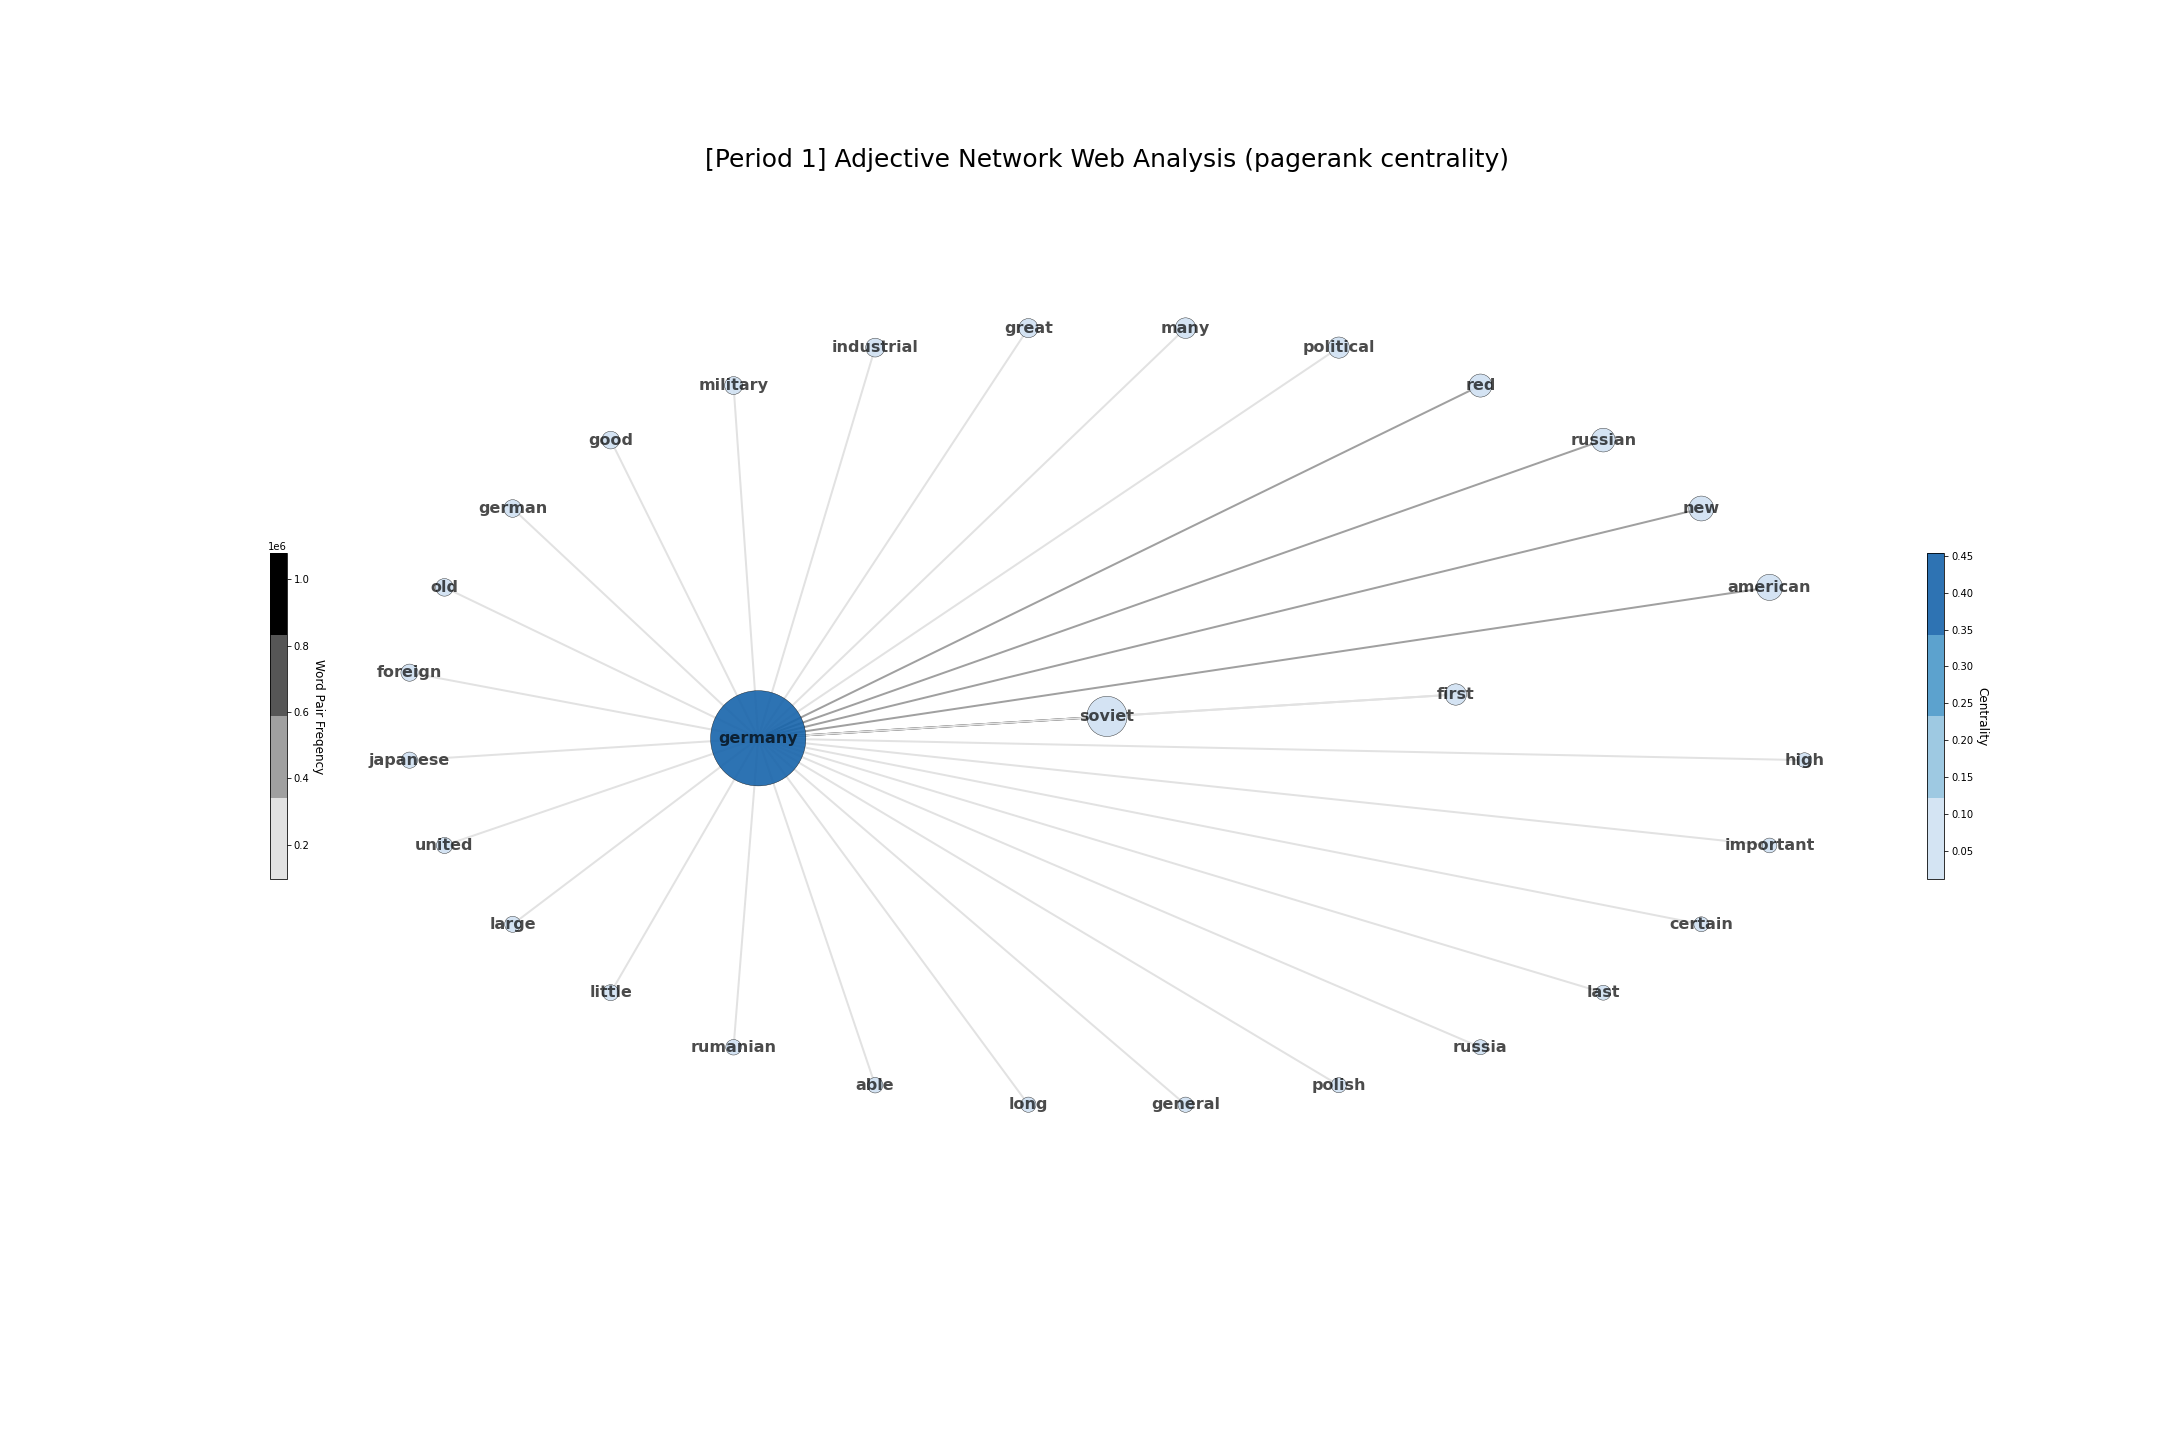 [Period 1] Adjective Network Web Analysis (pagerank centrality)
great
many
industrial
political
military
red
good
russian
german
new
1e6
1.0
0.8
0.6
0.4
0.2
Word Pair Freqency
old
american
foreign
first
soviet
germany
japanese
high
united
important
large
certain
little
last
rumanian
russia
able
polish
long
general
0.45
0.40
0.35
0.30
0.25
0.20
0.15
0.10
0.05
Centrality